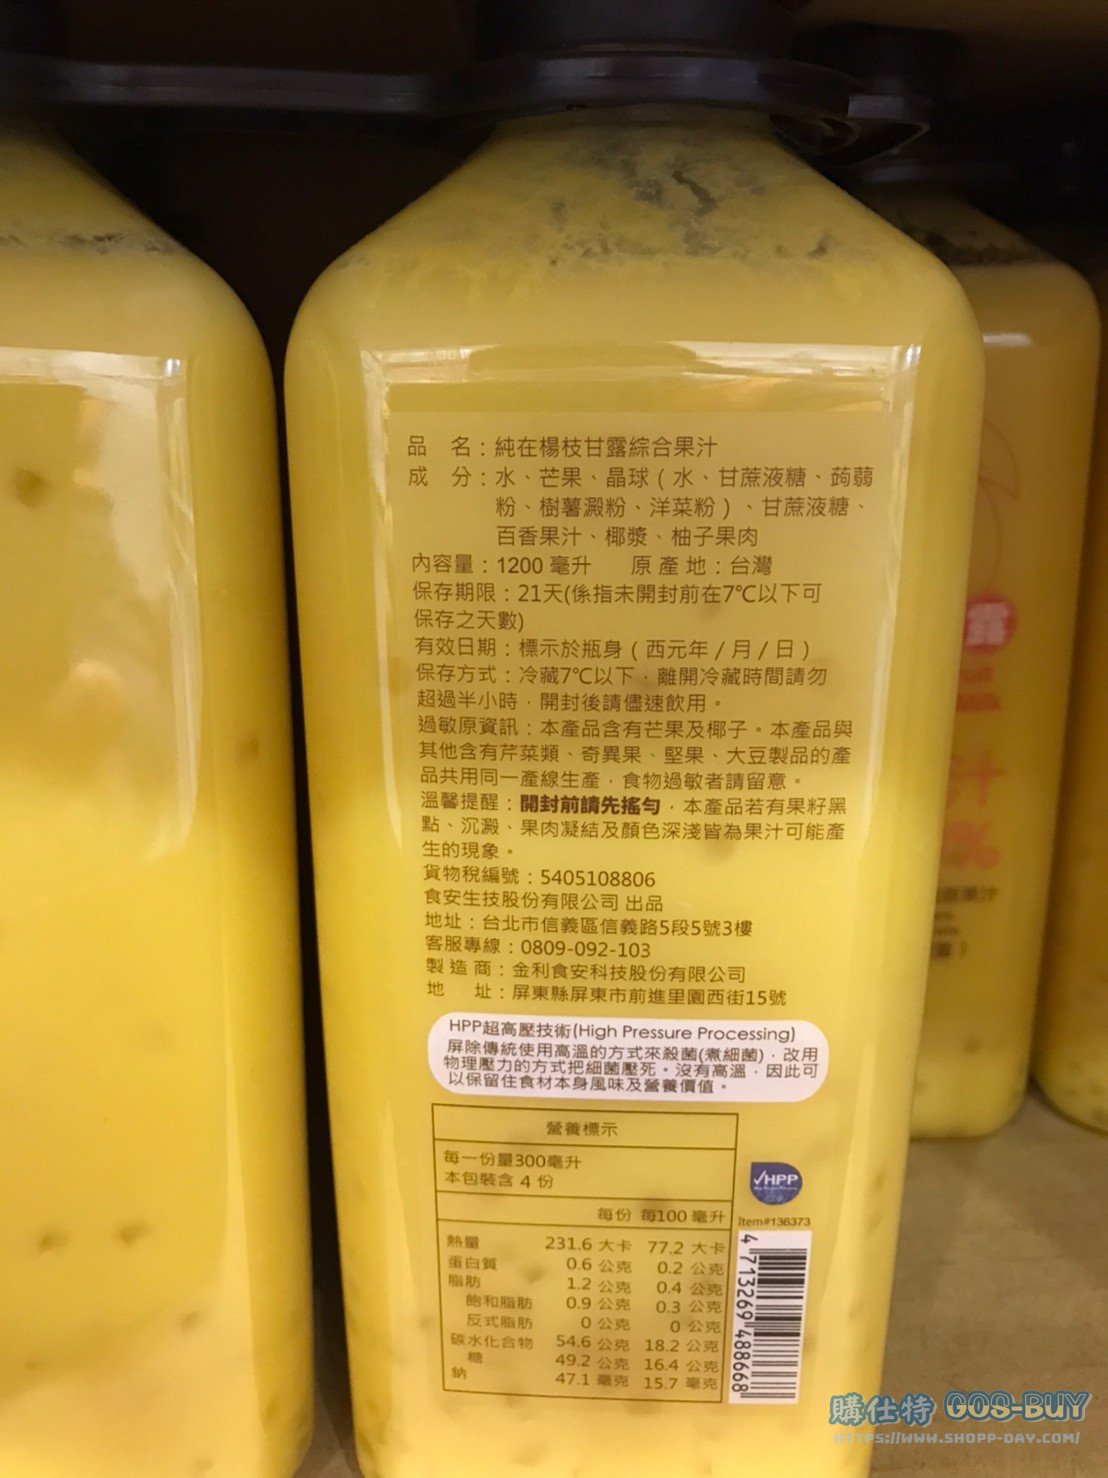 品　名：純在楊枝甘露綜合果汁
成　分：水、芒果、晶球（水、甘蔗液糖、蒟蒻
粉、樹薯澱粉、洋菜粉）、甘蔗液糖、
百香果汁、椰漿、柚子果肉
內容量：1200 毫升　原 產 地：台灣
保存期限：21天(係指未開封前在7℃以下可
保存之天數)
有效日期：標示於瓶身（西元年／月／日）
保存方式：冷藏7℃以下，離開冷藏時間請勿
超過半小時，開封後請儘速飲用。
過敏原資訊：本產品含有芒果及椰子。本產品與
其他含有芹菜類、奇異果、堅果、大豆製品的產
品共用同一產線生產，食物過敏者請留意。
溫馨提醒：開封前請先搖勻，本產品若有果籽黑
點、沉澱、果肉凝結及顏色深淺皆為果汁可能產
生的現象。
貨物稅編號：5405108806
食安生技股份有限公司 出品
地址：台北市信義區信義路5段5號3樓
客服專線：0809-092-103
製 造 商：金利食安科技股份有限公司
地　址：屏東縣屏東市前進里園西街15號
HPP超高壓技術(High Pressure Processing)
屏除傳統使用高溫的方式來殺菌(煮細菌)，改用
物理壓力的方式把細菌壓死。沒有高溫，因此可
以保留住食材本身風味及營養價值。
營養標示
每一份量300毫升
本包裝含 4 份
每份 每100 毫升
熱量 231.6 大卡 77.2 大卡
蛋白質 0.6 公克 0.2 公克
脂肪 1.2 公克 0.4 公克
飽和脂肪 0.9 公克 0.3 公克
反式脂肪 0 公克 0 公克
碳水化合物 54.6 公克 18.2 公克
糖 49.2 公克 16.4 公克
鈉 47.1 毫克 15.7 毫克
HPP
Item#136373
4 713269 488668
露
汁
%
購仕特 GOS-BUY
HTTPS://WWW.SHOPP-DAY.COM/